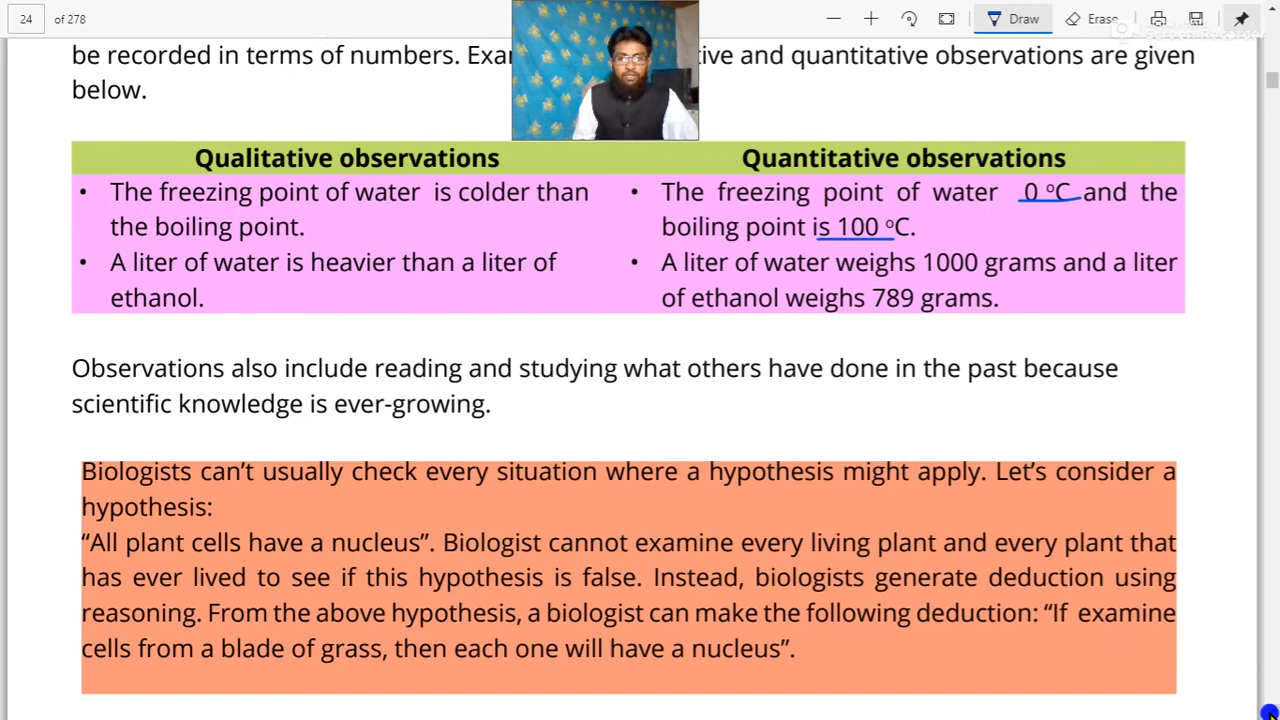 24 of 278 Draw Erase
Screen Recorder
be recorded in terms of numbers. and quantitative observations are given
below.
Qualitative observations
• The freezing point of water is colder than
the boiling point.
• A liter of water is heavier than a liter of
ethanol.
Quantitative observations
• The freezing point of water 0 °C and the
boiling point is 100 °C.
• A liter of water weighs 1000 grams and a liter
of ethanol weighs 789 grams.
Observations also include reading and studying what others have done in the past because
scientific knowledge is ever-growing.
Biologists can’t usually check every situation where a hypothesis might apply. Let’s consider a
hypothesis:
“All plant cells have a nucleus”. Biologist cannot examine every living plant and every plant that
has ever lived to see if this hypothesis is false. Instead, biologists generate deduction using
reasoning. From the above hypothesis, a biologist can make the following deduction: “If examine
cells from a blade of grass, then each one will have a nucleus”.